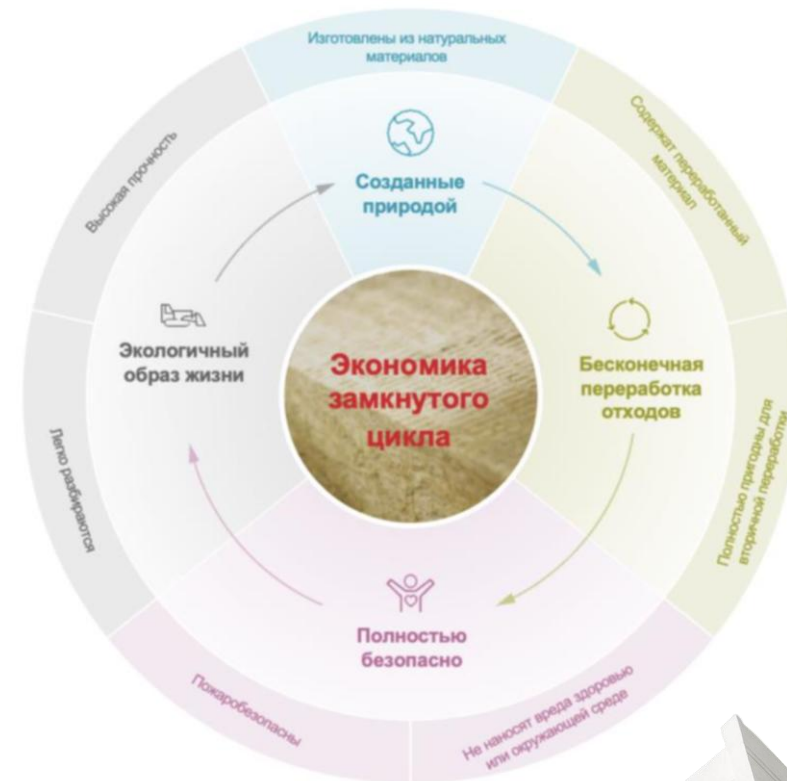 Изготовлены из натуральных
материалов
Созданные
природой
Содержат переработанный
материал
Бесконечная
переработка
отходов
Полностью пригодны для
вторичной переработки
Полностью
безопасно
Не наносят вреда здоровью
или окружающей среде
Пожаробезопасны
Экологичный
образ жизни
Легко разбираются
Высокая прочность
Экономика
замкнутого
цикла